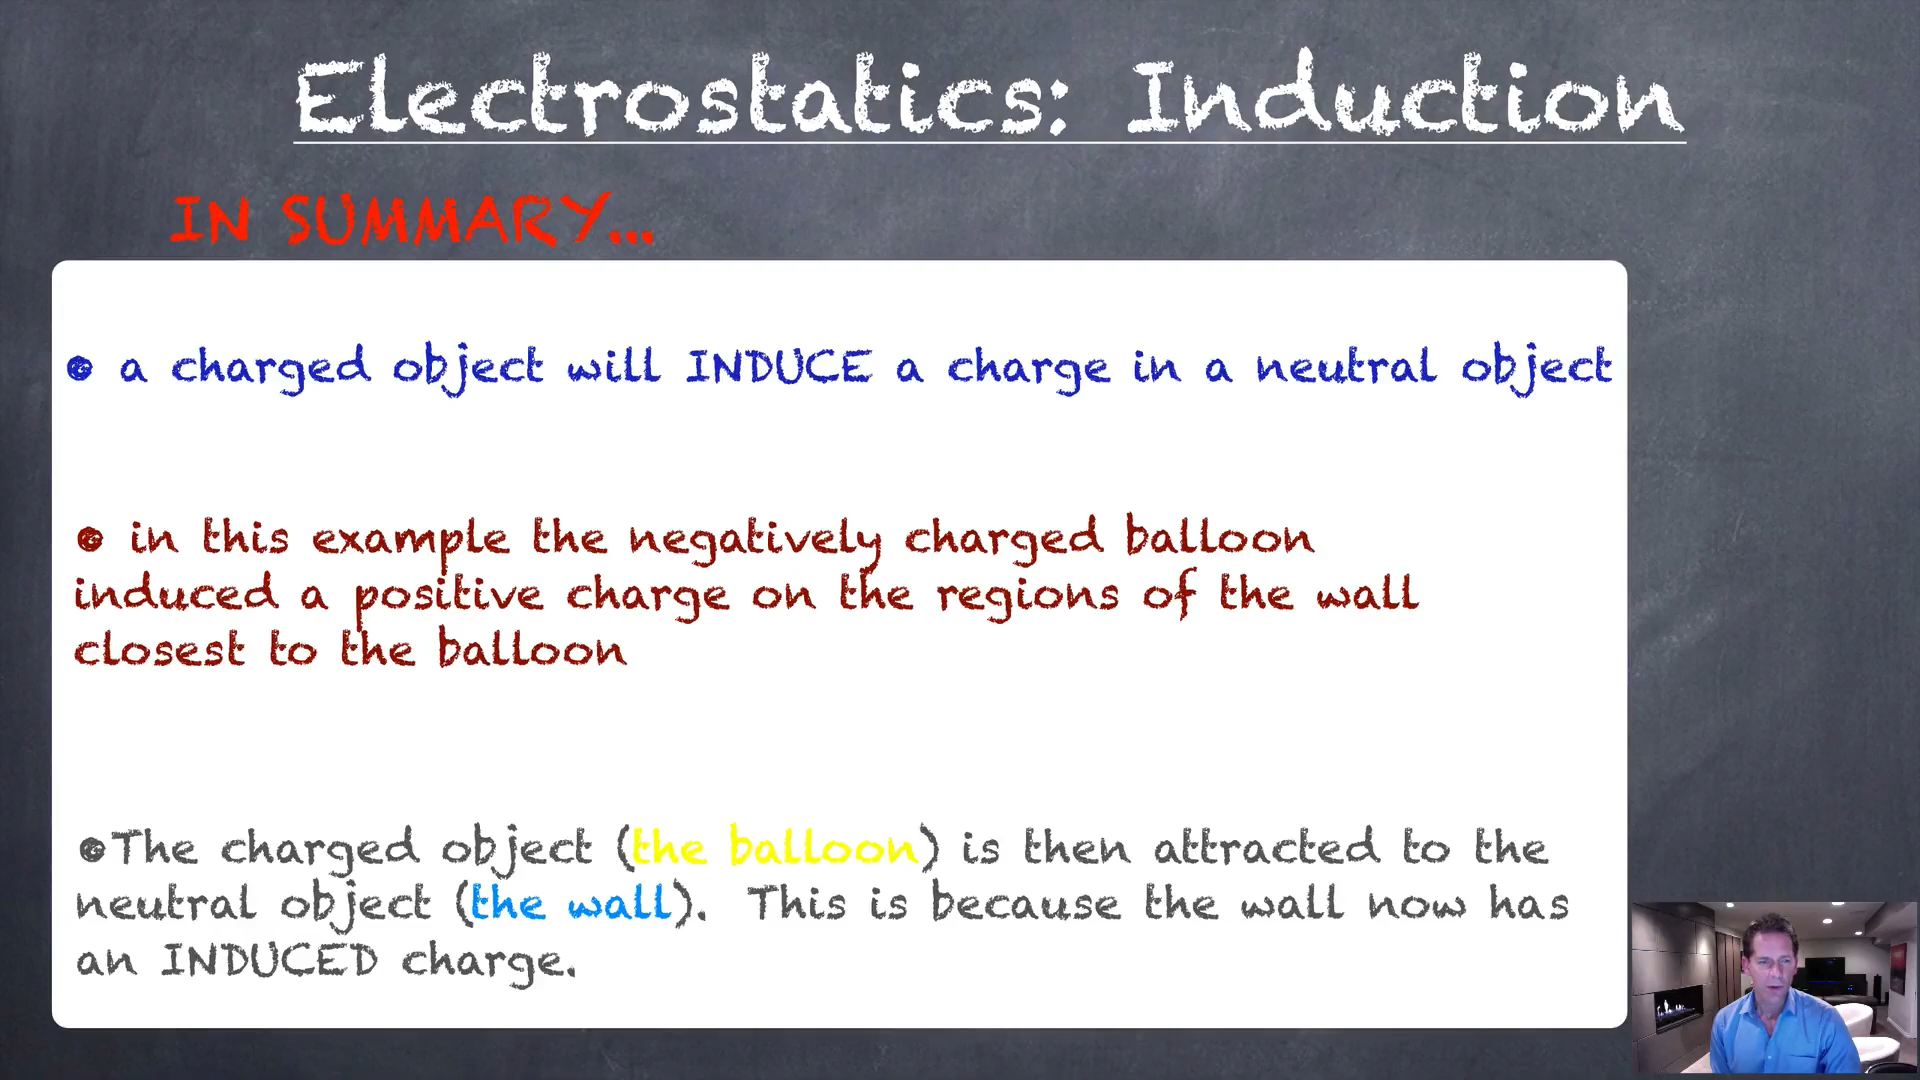 Electrostatics: Induction
IN SUMMARY...
• a charged object will INDUCE a charge in a neutral object
• in this example the negatively charged balloon
induced a positive charge on the regions of the wall
closest to the balloon
•The charged object (the balloon) is then attracted to the
neutral object (the wall). This is because the wall now has
an INDUCED charge.